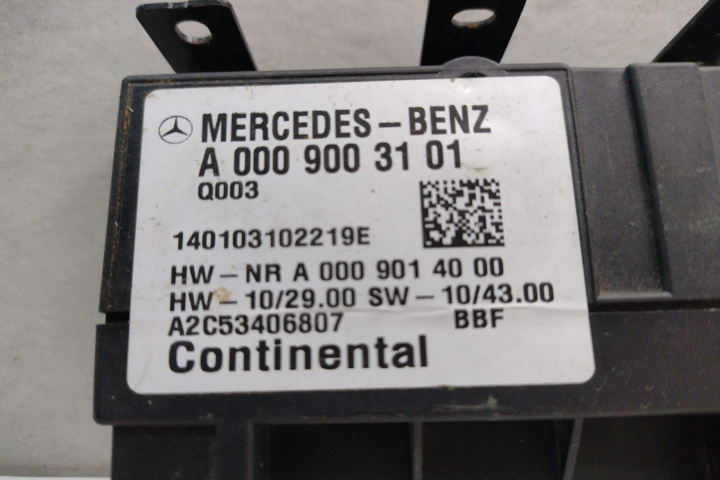 MERCEDES-BENZ
A 000 900 31 01
Q003
140103102219E
HW-NR A 000 901 40 00
HW-10/29.00 SW-10/43.00
A2C53406807 BBF
Continental